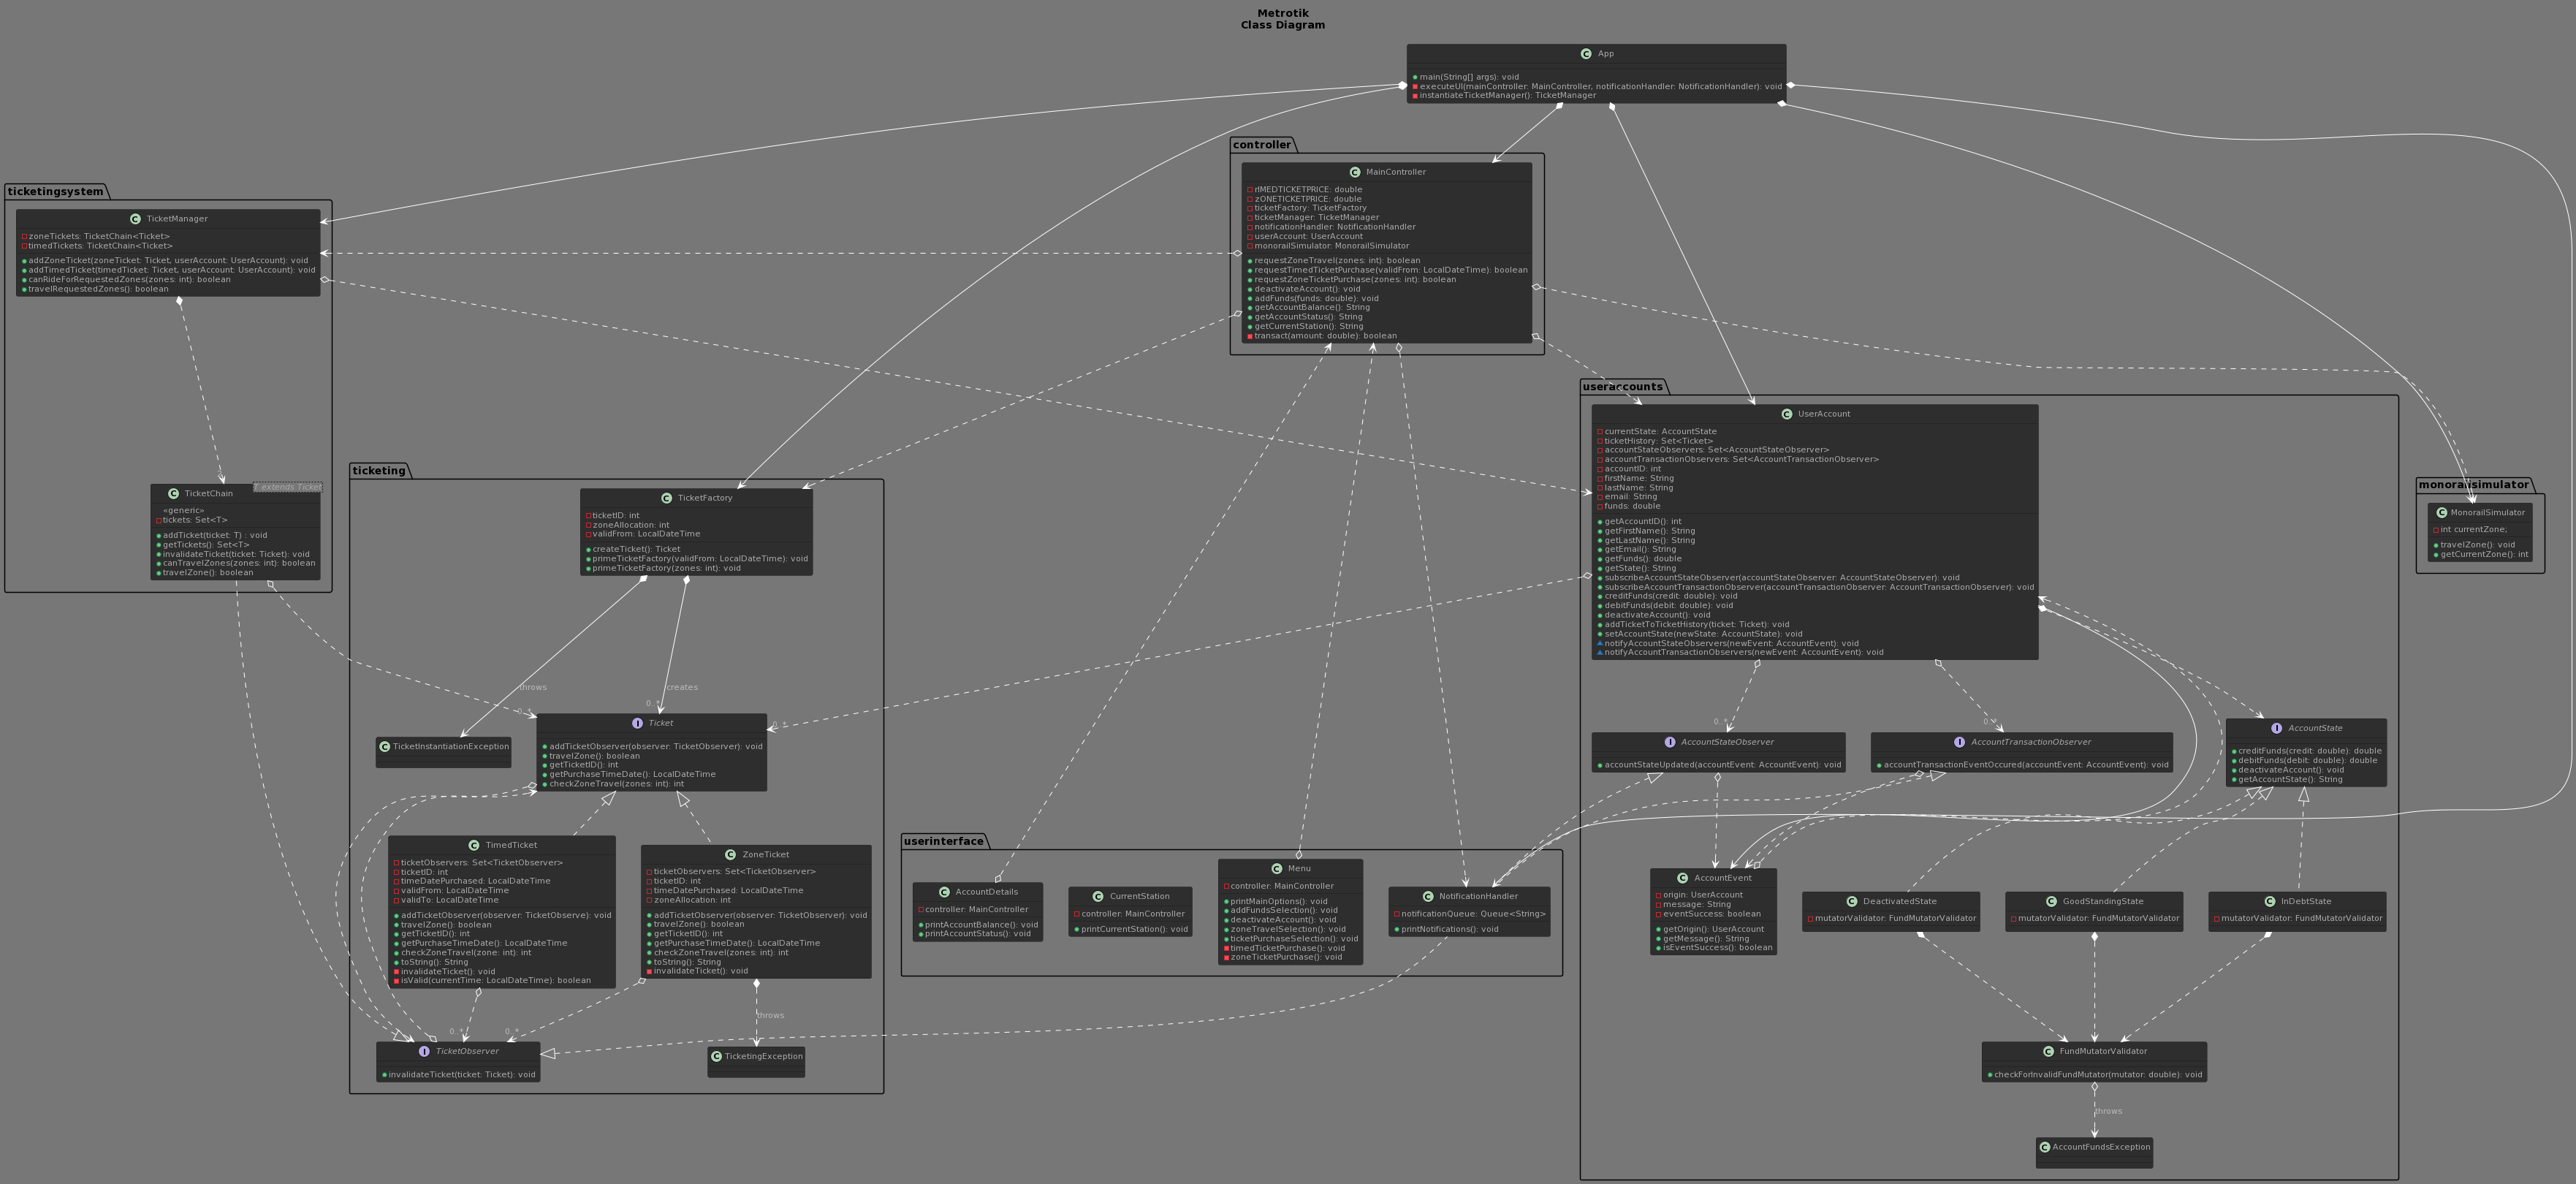 Metrotik
Class Diagram
App
main(String[] args): void
executeUI(mainController: MainController, notificationHandler: NotificationHandler): void
instantiateTicketManager(): TicketManager
controller
MainController
rIMEDTICKETPRICE: double
zONETICKETPRICE: double
ticketFactory: TicketFactory
ticketManager: TicketManager
notificationHandler: NotificationHandler
userAccount: UserAccount
monorailSimulator: MonorailSimulator
requestZoneTravel(zones: int): boolean
requestTimedTicketPurchase(validFrom: LocalDateTime): boolean
requestZoneTicketPurchase(zones: int): boolean
deactivateAccount(): void
addFunds(funds: double): void
getAccountBalance(): String
getAccountStatus(): String
getCurrentStation(): String
transact(amount: double): boolean
ticketingsystem
TicketManager
zoneTickets: TicketChain<Ticket>
timedTickets: TicketChain<Ticket>
addZoneTicket(zoneTicket: Ticket, userAccount: UserAccount): void
addTimedTicket(timedTicket: Ticket, userAccount: UserAccount): void
canRideForRequestedZones(zones: int): boolean
travelRequestedZones(): boolean
TicketChain
T extends Ticket
«generic»
tickets: Set<T>
addTicket(ticket: T) : void
getTickets(): Set<T>
invalidateTicket(ticket: Ticket): void
canTravelZones(zones: int): boolean
travelZone(): boolean
ticketing
TicketFactory
ticketID: int
zoneAllocation: int
validFrom: LocalDateTime
createTicket(): Ticket
primeTicketFactory(validFrom: LocalDateTime): void
primeTicketFactory(zones: int): void
throws
creates
0..*
0..*
0..*
TicketInstantiationException
Ticket
addTicketObserver(observer: TicketObserver): void
travelZone(): boolean
getTicketID(): int
getPurchaseTimeDate(): LocalDateTime
checkZoneTravel(zones: int): int
TimedTicket
ticketObservers: Set<TicketObserver>
ticketID: int
timeDatePurchased: LocalDateTime
validFrom: LocalDateTime
validTo: LocalDateTime
addTicketObserver(observer: TicketObserve): void
travelZone(): boolean
getTicketID(): int
getPurchaseTimeDate(): LocalDateTime
checkZoneTravel(zone: int): int
toString(): String
invalidateTicket(): void
isValid(currentTime: LocalDateTime): boolean
ZoneTicket
ticketObservers: Set<TicketObserver>
ticketID: int
timeDatePurchased: LocalDateTime
zoneAllocation: int
addTicketObserver(observer: TicketObserver): void
travelZone(): boolean
getTicketID(): int
getPurchaseTimeDate(): LocalDateTime
checkZoneTravel(zones: int): int
toString(): String
invalidateTicket(): void
0..*
0..*
throws
TicketObserver
invalidateTicket(ticket: Ticket): void
TicketingException
userinterface
AccountDetails
controller: MainController
printAccountBalance(): void
printAccountStatus(): void
CurrentStation
controller: MainController
printCurrentStation(): void
Menu
controller: MainController
printMainOptions(): void
addFundsSelection(): void
deactivateAccount(): void
zoneTravelSelection(): void
ticketPurchaseSelection(): void
timedTicketPurchase(): void
zoneTicketPurchase(): void
NotificationHandler
notificationQueue: Queue<String>
printNotifications(): void
useraccounts
UserAccount
currentState: AccountState
ticketHistory: Set<Ticket>
accountStateObservers: Set<AccountStateObserver>
accountTransactionObservers: Set<AccountTransactionObserver>
accountID: int
firstName: String
lastName: String
email: String
funds: double
getAccountID(): int
getFirstName(): String
getLastName(): String
getEmail(): String
getFunds(): double
getState(): String
subscribeAccountStateObserver(accountStateObserver: AccountStateObserver): void
subscribeAccountTransactionObserver(accountTransactionObserver: AccountTransactionObserver): void
creditFunds(credit: double): void
debitFunds(debit: double): void
deactivateAccount(): void
addTicketToTicketHistory(ticket: Ticket): void
setAccountState(newState: AccountState): void
notifyAccountStateObservers(newEvent: AccountEvent): void
notifyAccountTransactionObservers(newEvent: AccountEvent): void
0..*
0..*
AccountStateObserver
accountStateUpdated(accountEvent: AccountEvent): void
AccountTransactionObserver
accountTransactionEventOccured(accountEvent: AccountEvent): void
AccountState
creditFunds(credit: double): double
debitFunds(debit: double): double
deactivateAccount(): void
getAccountState(): String
AccountEvent
origin: UserAccount
message: String
eventSuccess: boolean
getOrigin(): UserAccount
getMessage(): String
isEventSuccess(): boolean
DeactivatedState
mutatorValidator: FundMutatorValidator
GoodStandingState
mutatorValidator: FundMutatorValidator
InDebtState
mutatorValidator: FundMutatorValidator
FundMutatorValidator
checkForInvalidFundMutator(mutator: double): void
throws
AccountFundsException
monorailsimulator
MonorailSimulator
int currentZone;
travelZone(): void
getCurrentZone(): int